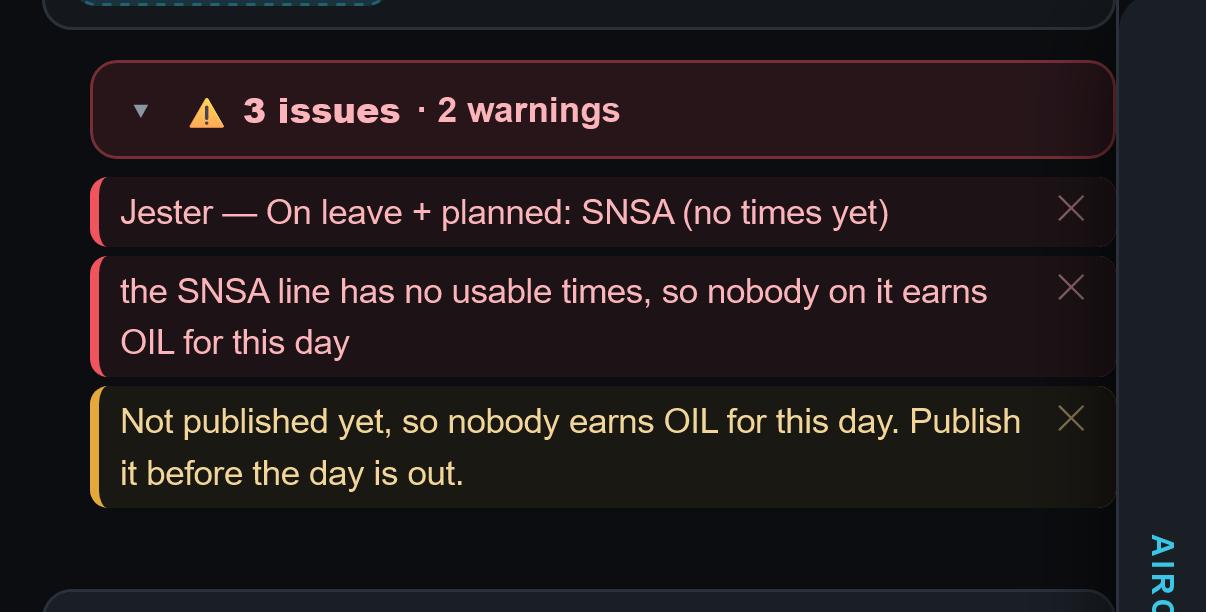 3 issues · 2 warnings
Jester — On leave + planned: SNSA (no times yet)
the SNSA line has no usable times, so nobody on it earns
OIL for this day
Not published yet, so nobody earns OIL for this day. Publish
it before the day is out.